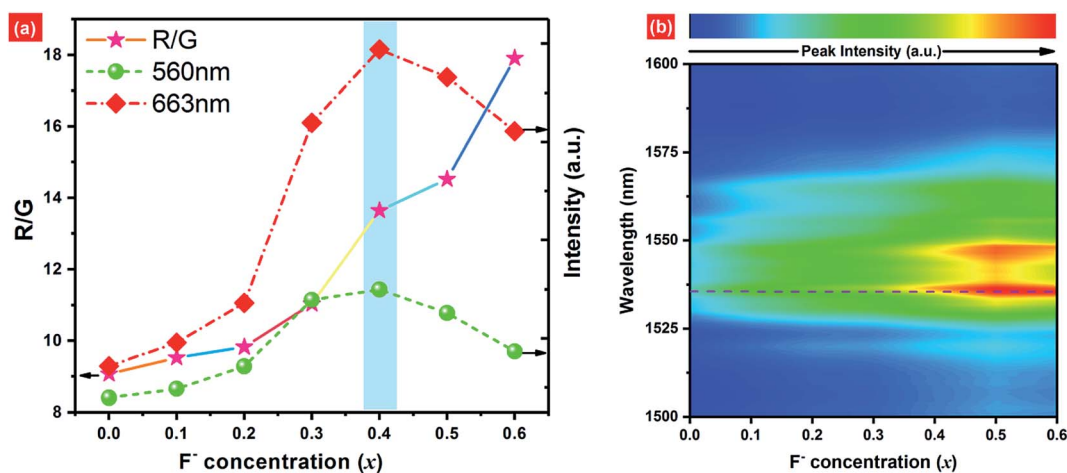 (a)
R/G
560nm
663nm
18
16
14
12
10
8
R/G
Intensity (a.u.)
0.0 0.1 0.2 0.3 0.4 0.5 0.6
F⁻ concentration (x)
(b)
Peak Intensity (a.u.)
1600
1575
1550
1525
1500
Wavelength (nm)
0.0 0.1 0.2 0.3 0.4 0.5 0.6
F⁻ concentration (x)